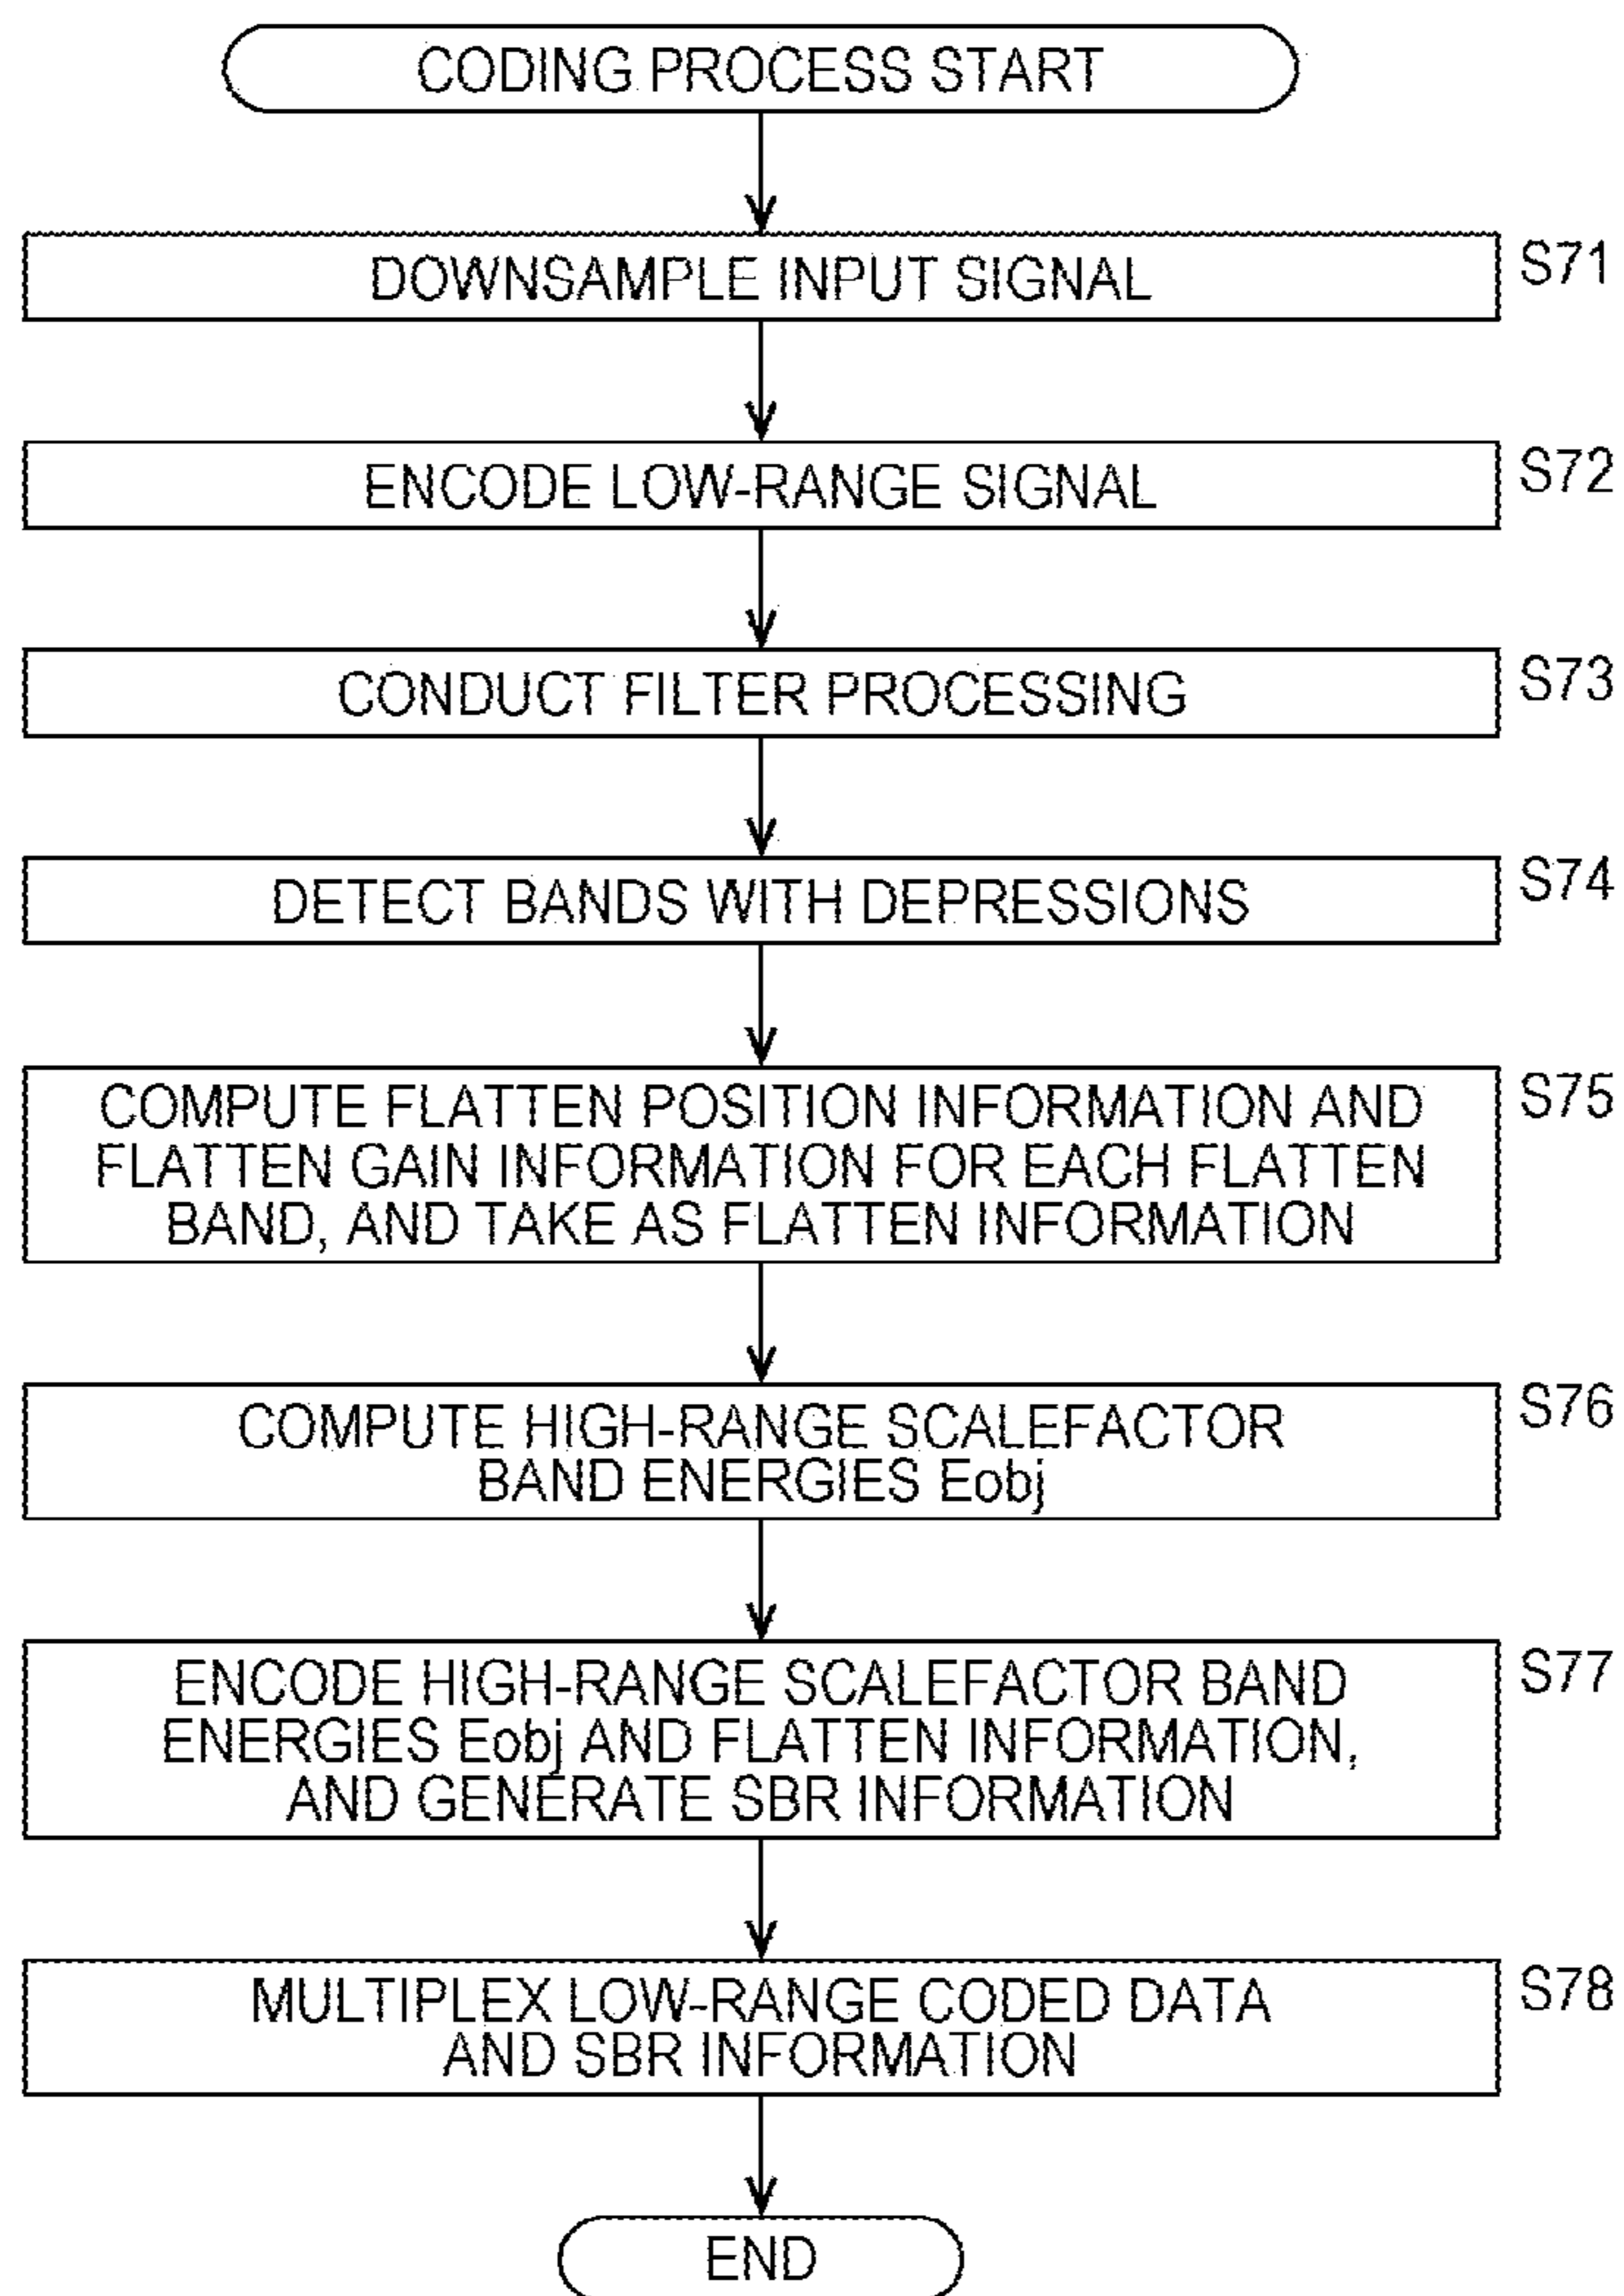 CODING PROCESS START
DOWNSAMPLE INPUT SIGNAL
S71
ENCODE LOW-RANGE SIGNAL
S72
CONDUCT FILTER PROCESSING
S73
DETECT BANDS WITH DEPRESSIONS
S74
COMPUTE FLATTEN POSITION INFORMATION AND
FLATTEN GAIN INFORMATION FOR EACH FLATTEN
BAND, AND TAKE AS FLATTEN INFORMATION
S75
COMPUTE HIGH-RANGE SCALEFACTOR
BAND ENERGIES Eobj
S76
ENCODE HIGH-RANGE SCALEFACTOR BAND
ENERGIES Eobj AND FLATTEN INFORMATION,
AND GENERATE SBR INFORMATION
S77
MULTIPLEX LOW-RANGE CODED DATA
AND SBR INFORMATION
S78
END